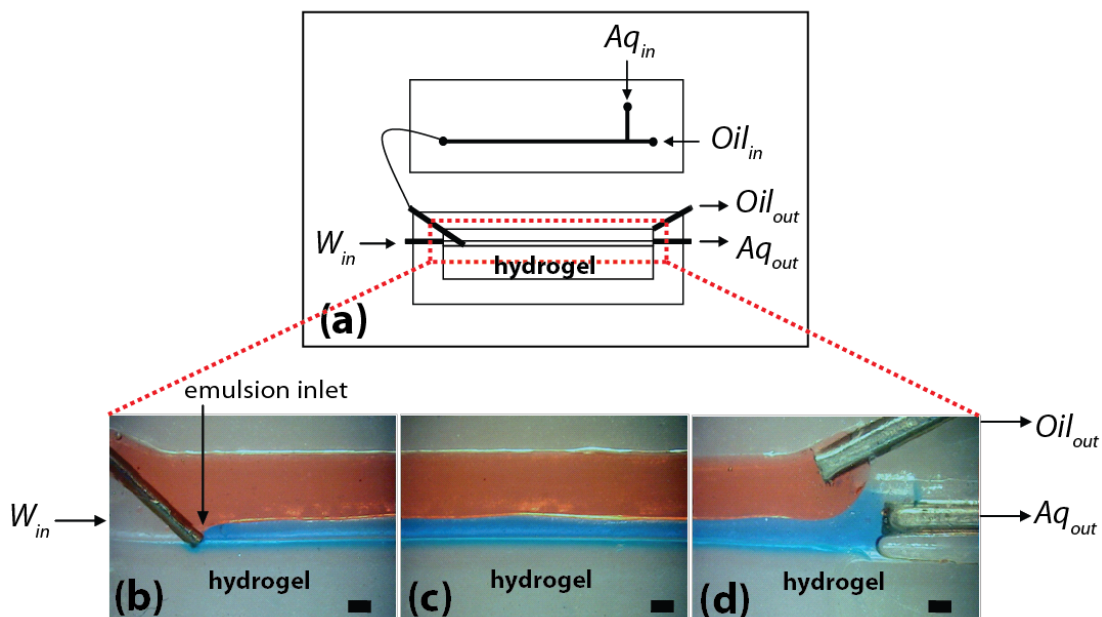 Aq_in
Oil_in
Oil_out
W_in
Aq_out
hydrogel
(a)
emulsion inlet
Oil_out
W_in
Aq_out
hydrogel
hydrogel
hydrogel
(b)
(c)
(d)